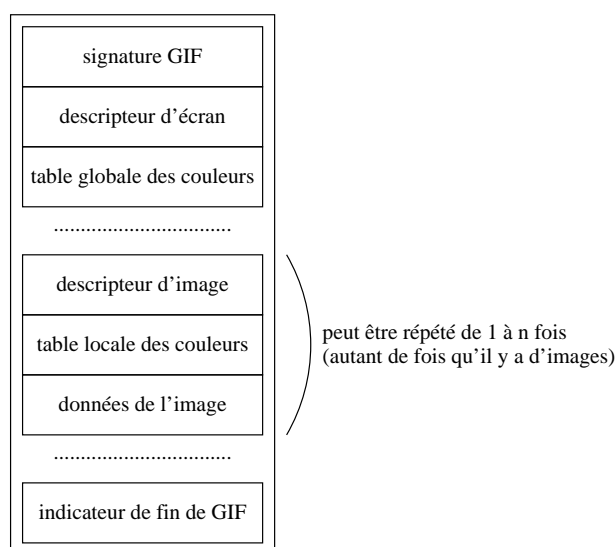 signature GIF
descripteur d'écran
table globale des couleurs
.................................
descripteur d'image
table locale des couleurs
données de l'image
peut être répété de 1 à n fois
(autant de fois qu'il y a d'images)
.................................
indicateur de fin de GIF